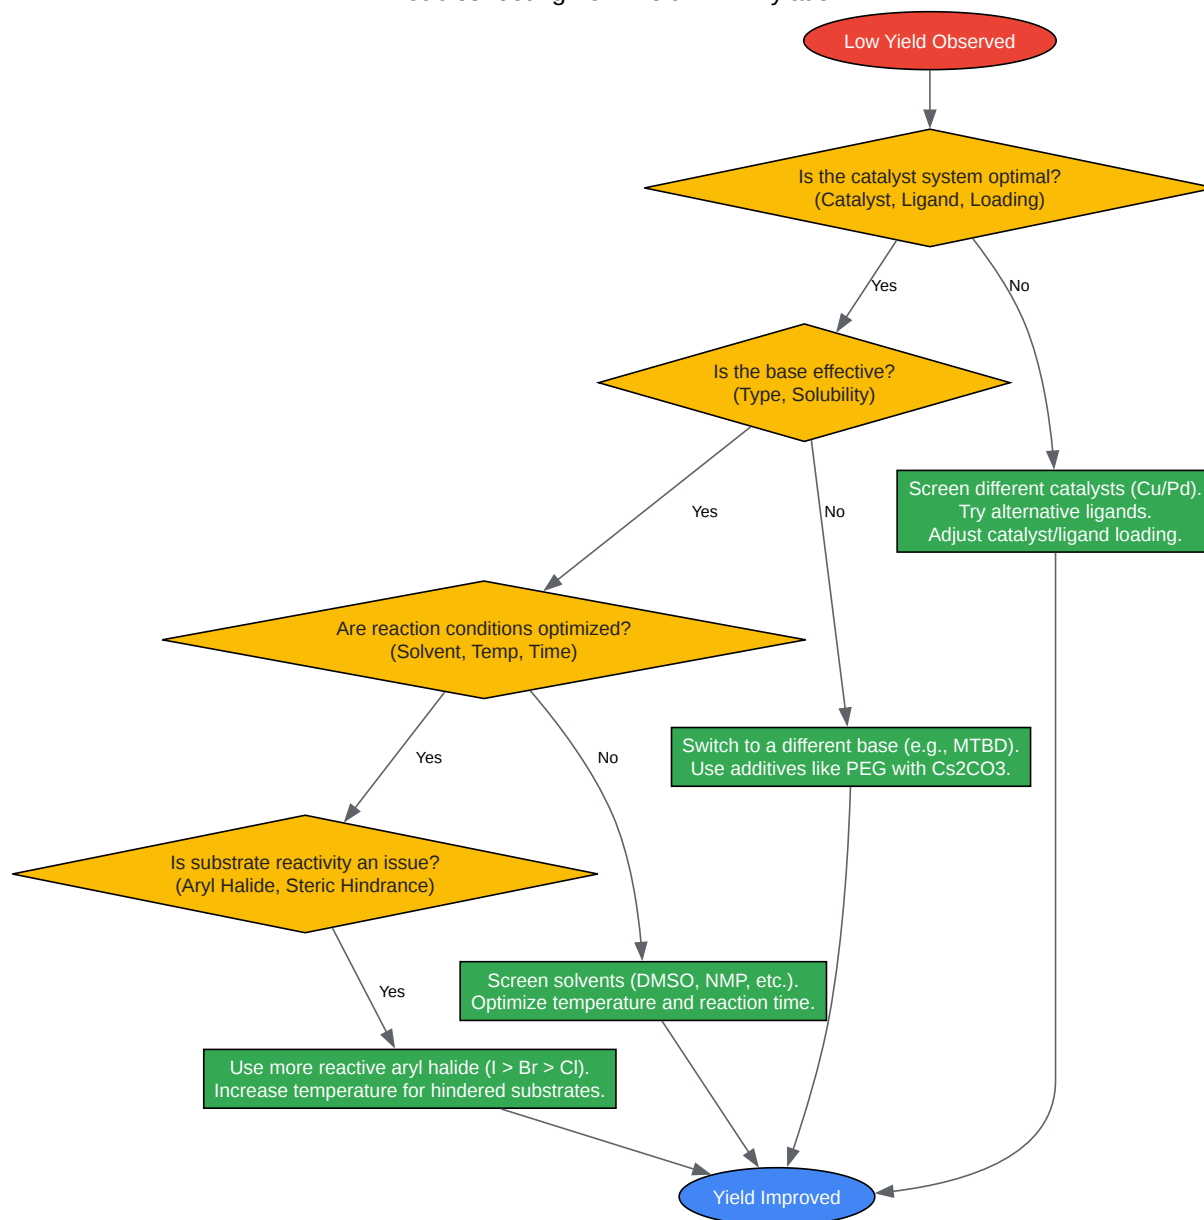 Low Yield Observed
Is the catalyst system optimal?
(Catalyst, Ligand, Loading)
Yes
No
Is the base effective?
(Type, Solubility)
Yes
No
Screen different catalysts (Cu/Pd).
Try alternative ligands.
Adjust catalyst/ligand loading.
Are reaction conditions optimized?
(Solvent, Temp, Time)
Yes
No
Switch to a different base (e.g., MTBD).
Use additives like PEG with Cs2CO3.
Is substrate reactivity an issue?
(Aryl Halide, Steric Hindrance)
Yes
Screen solvents (DMSO, NMP, etc.).
Optimize temperature and reaction time.
Use more reactive aryl halide (I > Br > Cl).
Increase temperature for hindered substrates.
Yield Improved